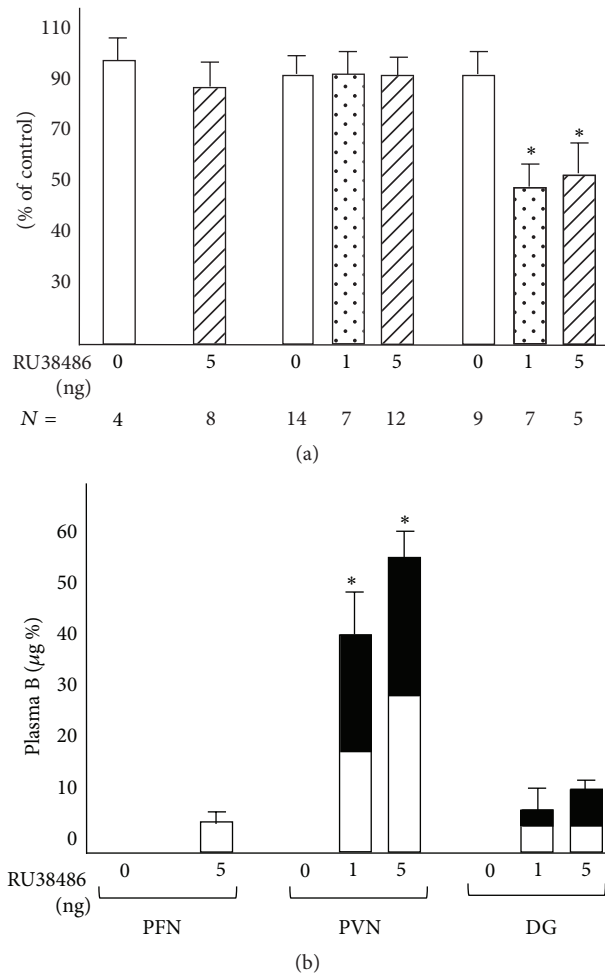 110
90
70
50
40
30
(% of control)
* *
RU38486 0 5 0 1 5 0 1 5
(ng)
N = 4 8 14 7 12 9 7 5
(a)
60
50
40
30
20
10
0
Plasma B (µg %)
* *
RU38486 0 5 0 1 5 0 1 5
(ng)
PFN PVN DG
(b)